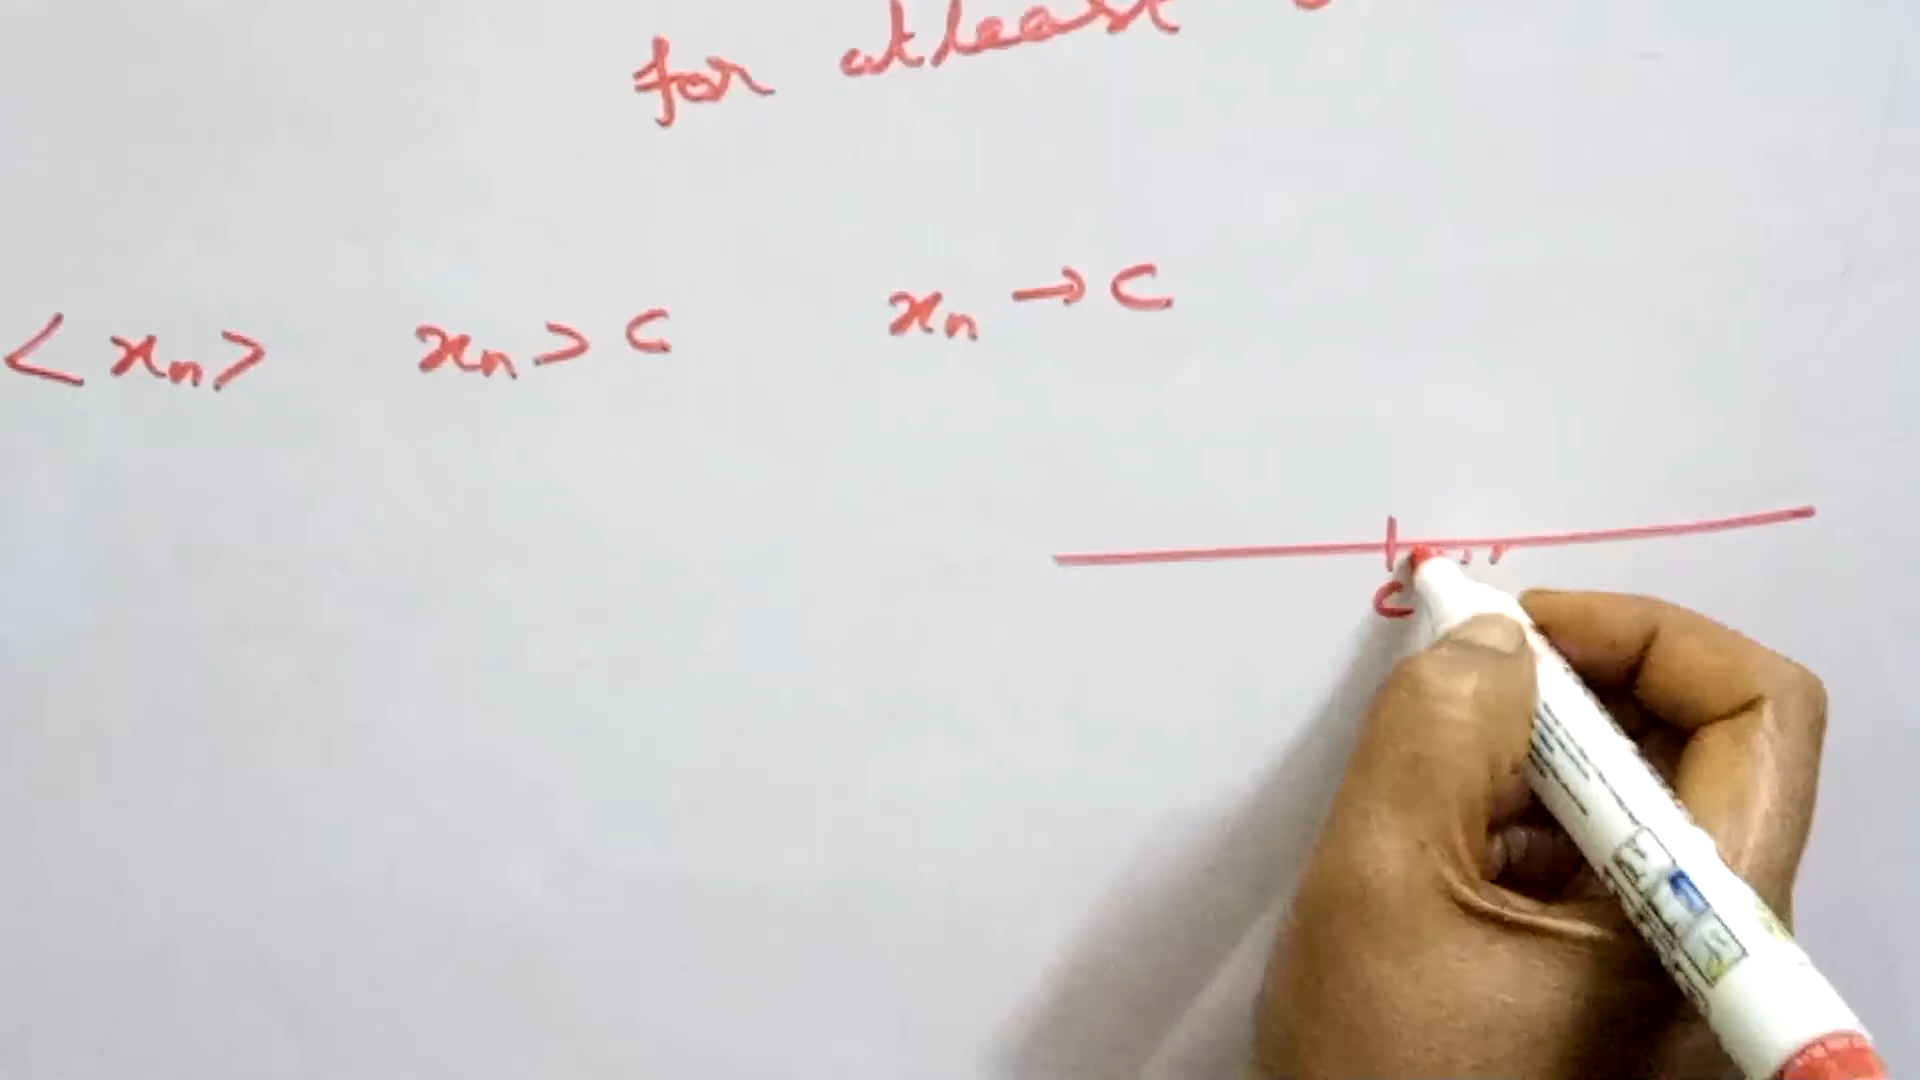 for atleast
<xn> xn > C xn → C
C